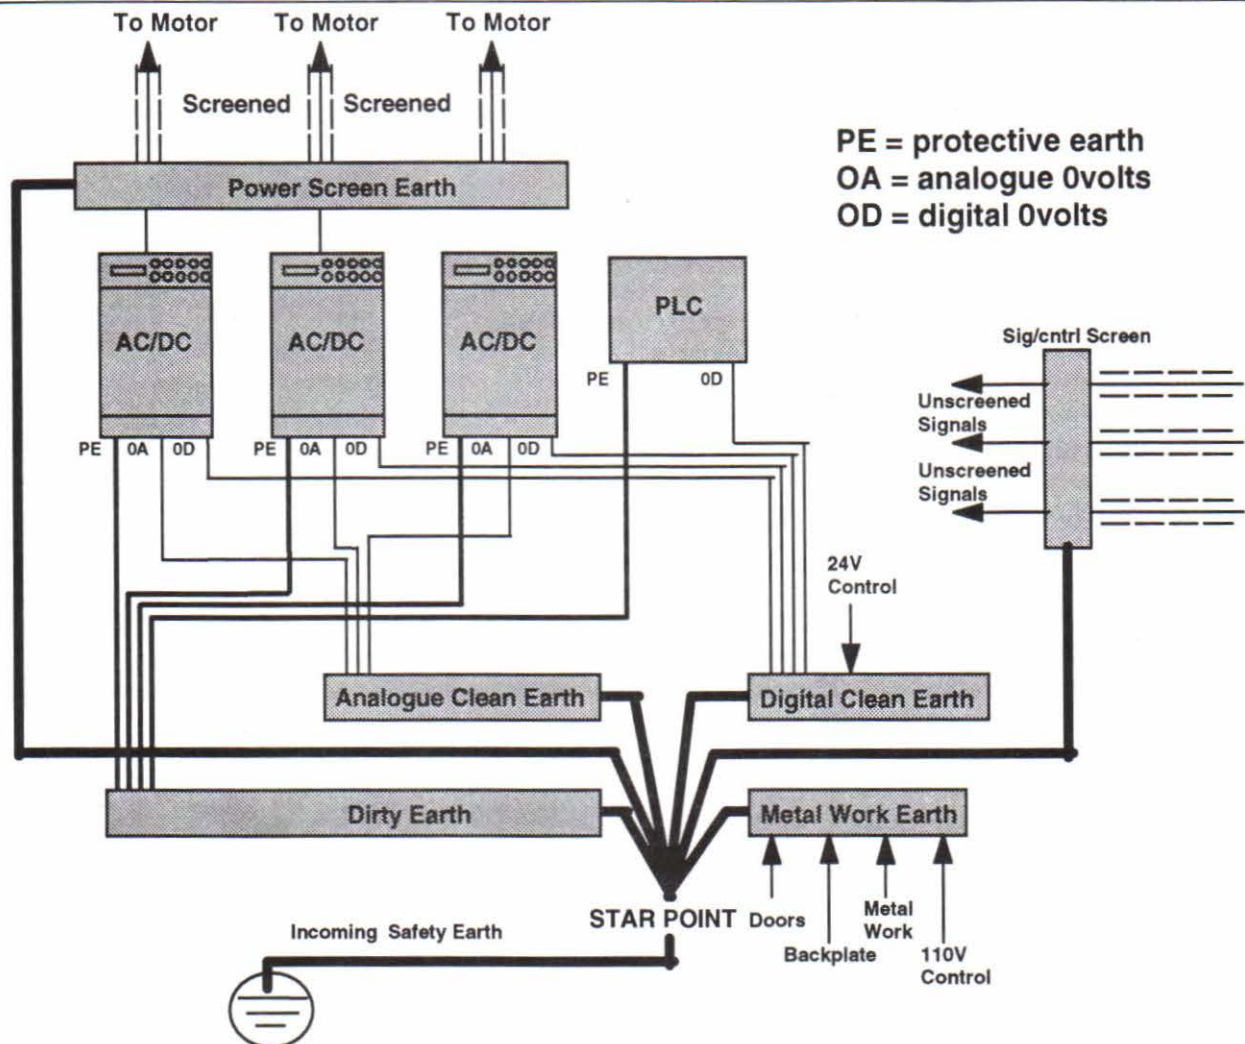 To Motor To Motor To Motor
Screened Screened
PE = protective earth
OA = analogue 0volts
OD = digital 0volts
Power Screen Earth
AC/DC AC/DC AC/DC PLC
Sig/cntrl Screen
PE 0D
Unscreened
Signals
PE 0A 0D PE 0A 0D PE 0A 0D
Unscreened
Signals
24V
Control
Analogue Clean Earth Digital Clean Earth
Dirty Earth Metal Work Earth
STAR POINT Doors
Metal
Work
Backplate
110V
Control
Incoming Safety Earth